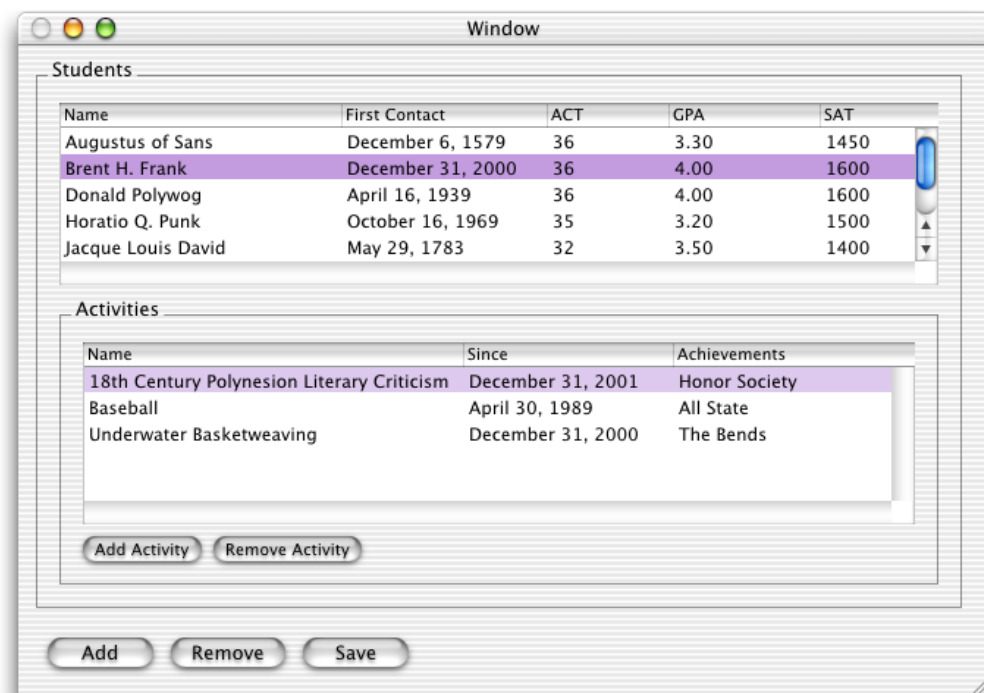 Window
Students
Name First Contact ACT GPA SAT
Augustus of Sans December 6, 1579 36 3.30 1450
Brent H. Frank December 31, 2000 36 4.00 1600
Donald Polywog April 16, 1939 36 4.00 1600
Horatio Q. Punk October 16, 1969 35 3.20 1500
Jacque Louis David May 29, 1783 32 3.50 1400
Activities
Name Since Achievements
18th Century Polynesion Literary Criticism December 31, 2001 Honor Society
Baseball April 30, 1989 All State
Underwater Basketweaving December 31, 2000 The Bends
Add Activity Remove Activity
Add Remove Save